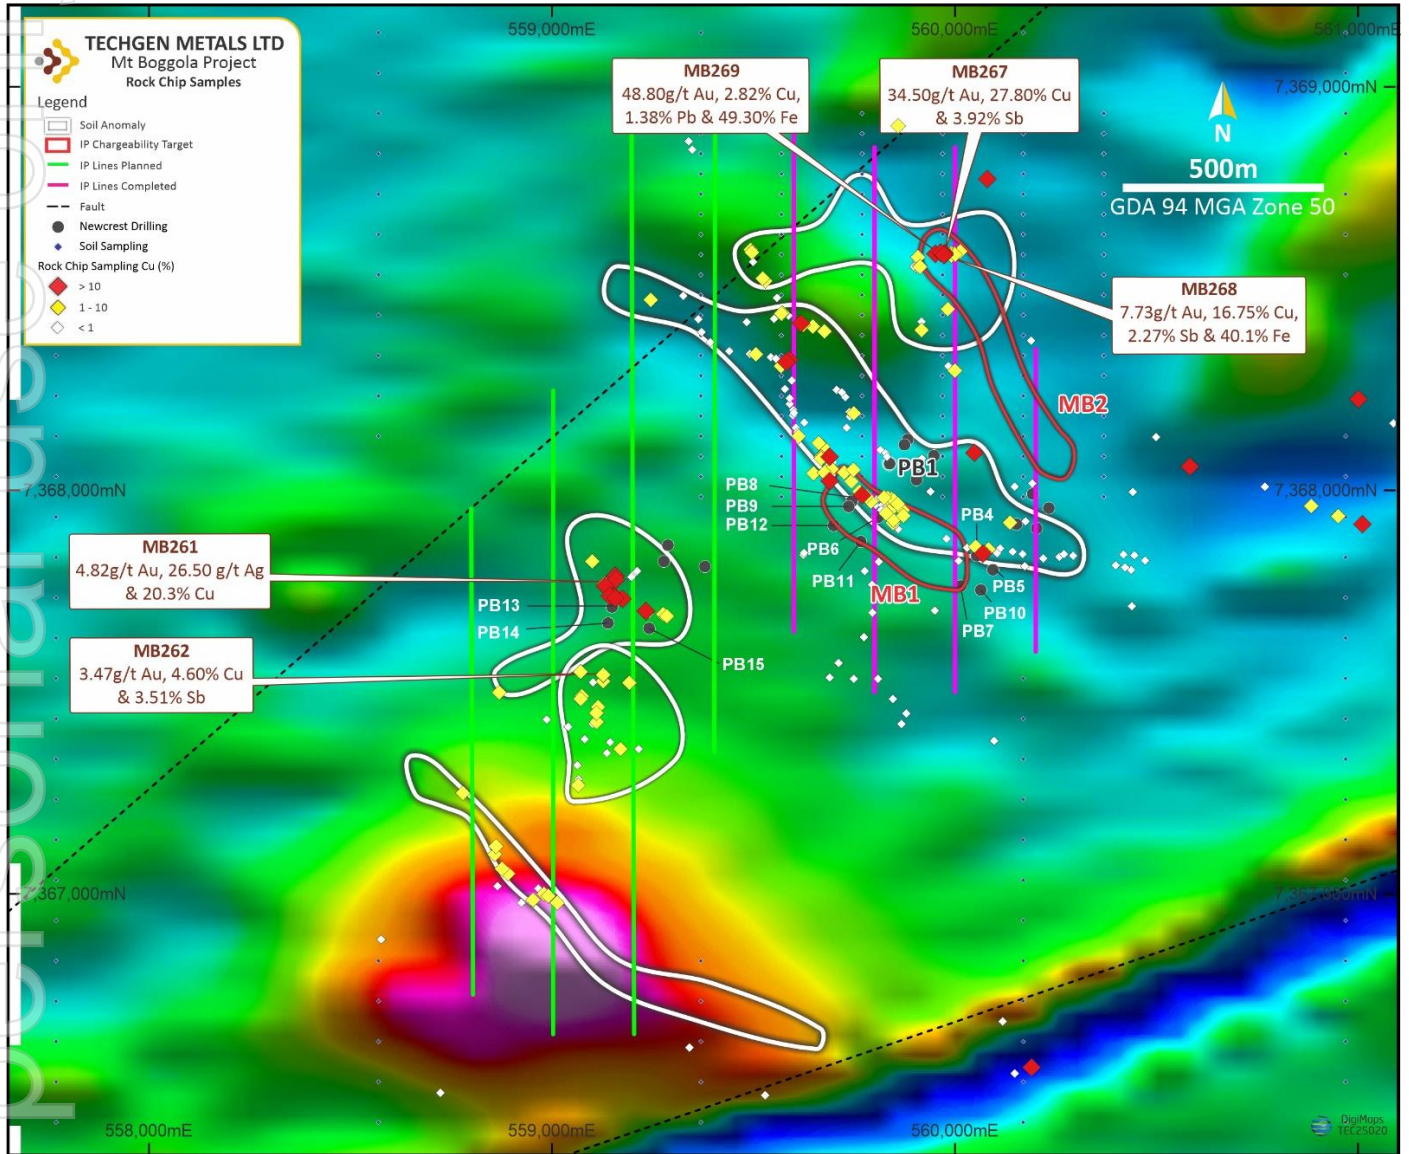 TECHGEN METALS LTD
Mt Boggola Project
Rock Chip Samples
Legend
Soil Anomaly
IP Chargeability Target
IP Lines Planned
IP Lines Completed
Fault
Newcrest Drilling
Soil Sampling
Rock Chip Sampling Cu (%)
> 10
1 - 10
< 1
559,000mE
560,000mE
561,000mE
7,369,000mN
MB269
48.80g/t Au, 2.82% Cu,
1.38% Pb & 49.30% Fe
MB267
34.50g/t Au, 27.80% Cu
& 3.92% Sb
N
500m
GDA 94 MGA Zone 50
MB268
7.73g/t Au, 16.75% Cu,
2.27% Sb & 40.1% Fe
MB2
PB1
7,368,000mN
7,368,000mN
PB8
PB9
PB12
PB4
PB6
PB11
MB1
PB5
PB10
PB7
MB261
4.82g/t Au, 26.50 g/t Ag
& 20.3% Cu
PB13
PB14
PB15
MB262
3.47g/t Au, 4.60% Cu
& 3.51% Sb
7,367,000mN
7,367,000mN
558,000mE
559,000mE
560,000mE
DigiMaps
TEC25020
personal use on